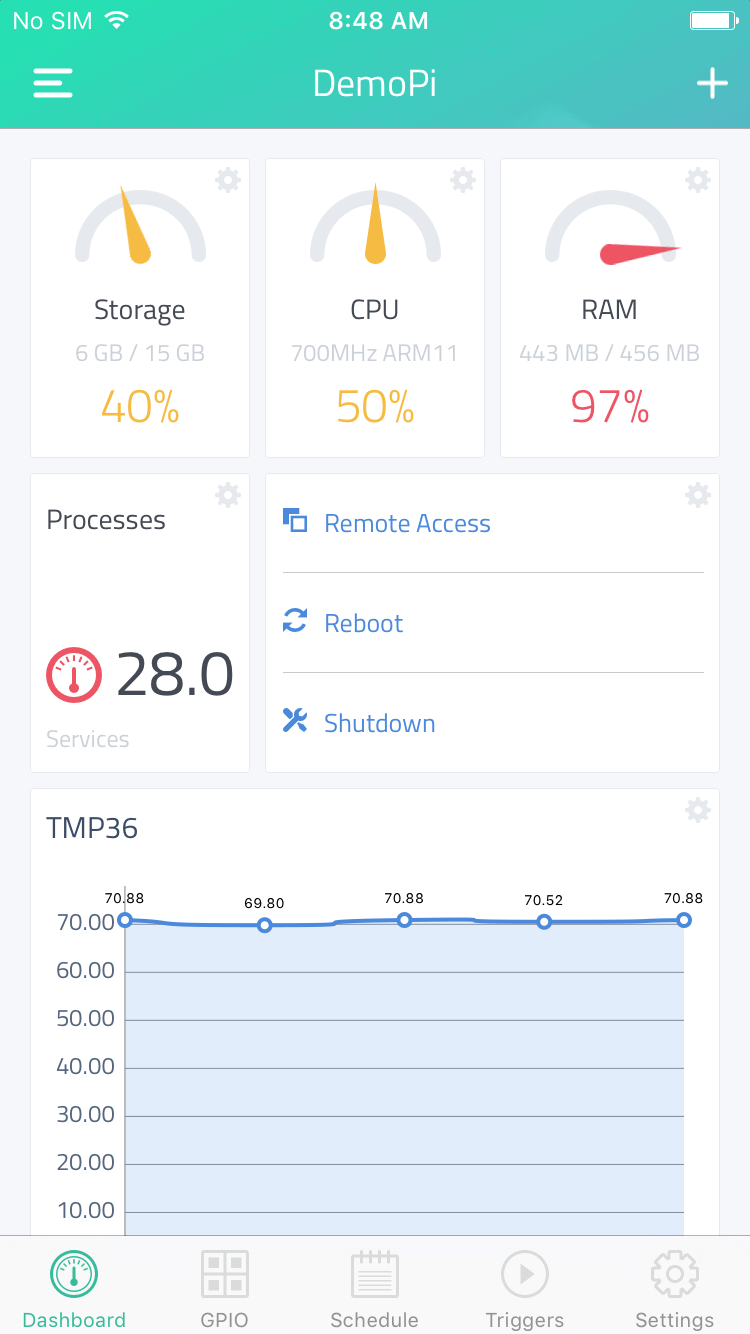 No SIM 8:48 AM
DemoPi
Storage
6 GB / 15 GB
40%
CPU
700MHz ARM11
50%
RAM
443 MB / 456 MB
97%
Processes
28.0
Services
Remote Access
Reboot
Shutdown
TMP36
70.88 69.80 70.88 70.52 70.88
70.00
60.00
50.00
40.00
30.00
20.00
10.00
Dashboard GPIO Schedule Triggers Settings